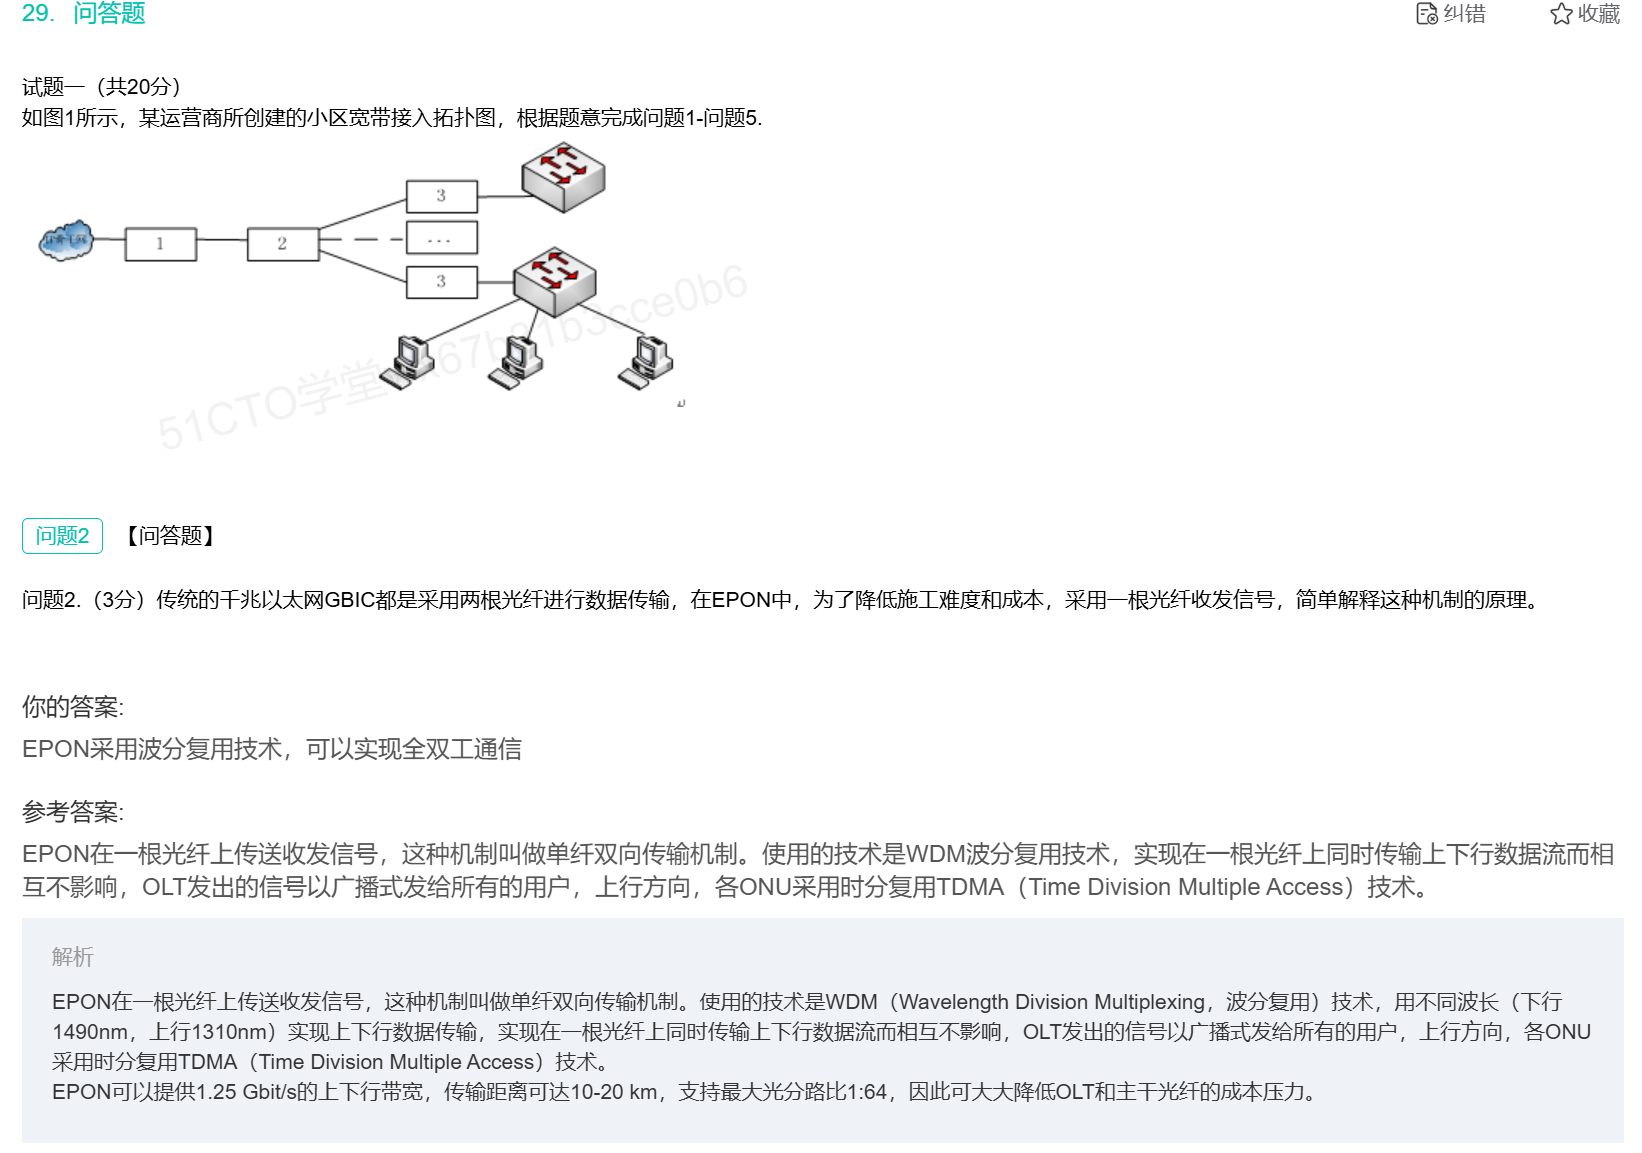 29. 问答题
纠错
收藏
试题一（共20分）
如图1所示，某运营商所创建的小区宽带接入拓扑图，根据题意完成问题1-问题5.
3
1
2
...
3
问题2 【问答题】
问题2.（3分）传统的千兆以太网GBIC都是采用两根光纤进行数据传输，在EPON中，为了降低施工难度和成本，采用一根光纤收发信号，简单解释这种机制的原理。
你的答案:
EPON采用波分复用技术，可以实现全双工通信
参考答案:
EPON在一根光纤上传送收发信号，这种机制叫做单纤双向传输机制。使用的技术是WDM波分复用技术，实现在一根光纤上同时传输上下行数据流而相
互不影响，OLT发出的信号以广播式发给所有的用户，上行方向，各ONU采用时分复用TDMA（Time Division Multiple Access）技术。
解析
EPON在一根光纤上传送收发信号，这种机制叫做单纤双向传输机制。使用的技术是WDM（Wavelength Division Multiplexing，波分复用）技术，用不同波长（下行
1490nm，上行1310nm）实现上下行数据传输，实现在一根光纤上同时传输上下行数据流而相互不影响，OLT发出的信号以广播式发给所有的用户，上行方向，各ONU
采用时分复用TDMA（Time Division Multiple Access）技术。
EPON可以提供1.25 Gbit/s的上下行带宽，传输距离可达10-20 km，支持最大光分路比1:64，因此可大大降低OLT和主干光纤的成本压力。
51CTO学堂